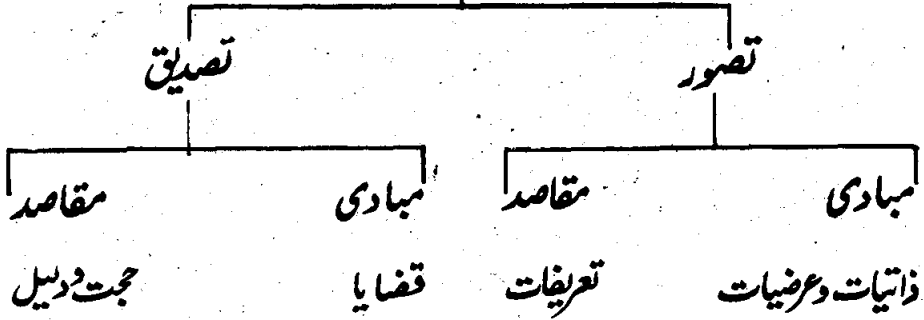 تصور تصدیق
مبادی مقاصد مبادی مقاصد
ذاتیات وعرضیات تعریفات قضایا حجت ودلیل